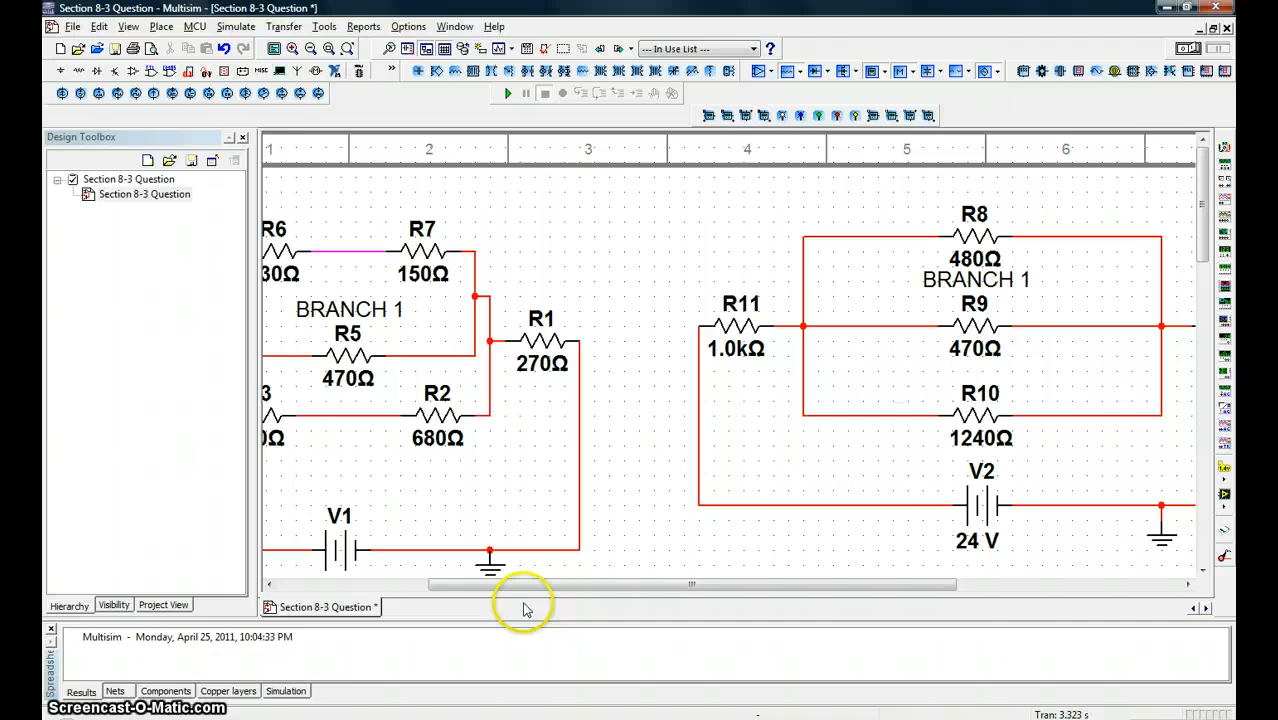 Section 8-3 Question - Multisim - [Section 8-3 Question *]
File Edit View Place MCU Simulate Transfer Tools Reports Options Window Help
--- In Use List ---
Design Toolbox
Section 8-3 Question
Section 8-3 Question
1 2 3 4 5 6
R6
30Ω
R7
150Ω
BRANCH 1
R5
470Ω
3
0Ω
R2
680Ω
R1
270Ω
V1
R11
1.0kΩ
R8
480Ω
BRANCH 1
R9
470Ω
R10
1240Ω
V2
24 V
Hierarchy Visibility Project View
Section 8-3 Question *
Multisim - Monday, April 25, 2011, 10:04:33 PM
Spreadshe
Results Nets Components Copper layers Simulation
Screencast-O-Matic.com
- Tran: 3.323 s